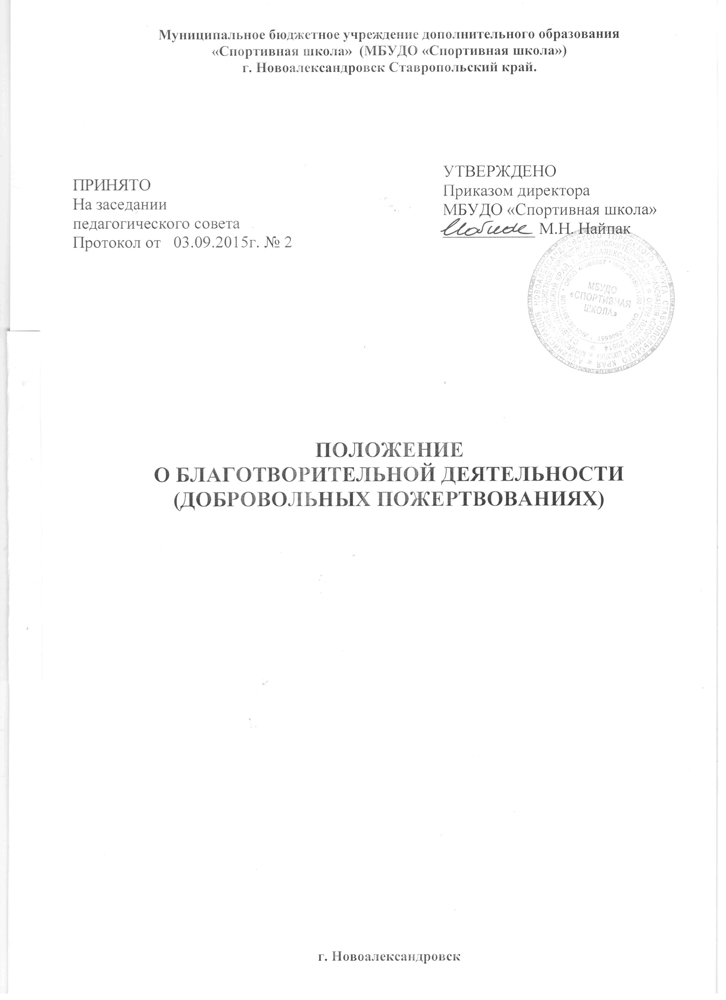 Муниципальное бюджетное учреждение дополнительного образования
«Спортивная школа» (МБУДО «Спортивная школа»)
г. Новоалександровск Ставропольский край.
ПРИНЯТО
На заседании
педагогического совета
Протокол от 03.09.2015г. № 2
УТВЕРЖДЕНО
Приказом директора
МБУДО «Спортивная школа»
М.Н. Найпак
МБУДО
«СПОРТИВНАЯ
ШКОЛА»
ПОЛОЖЕНИЕ
О БЛАГОТВОРИТЕЛЬНОЙ ДЕЯТЕЛЬНОСТИ
(ДОБРОВОЛЬНЫХ ПОЖЕРТВОВАНИЯХ)
г. Новоалександровск